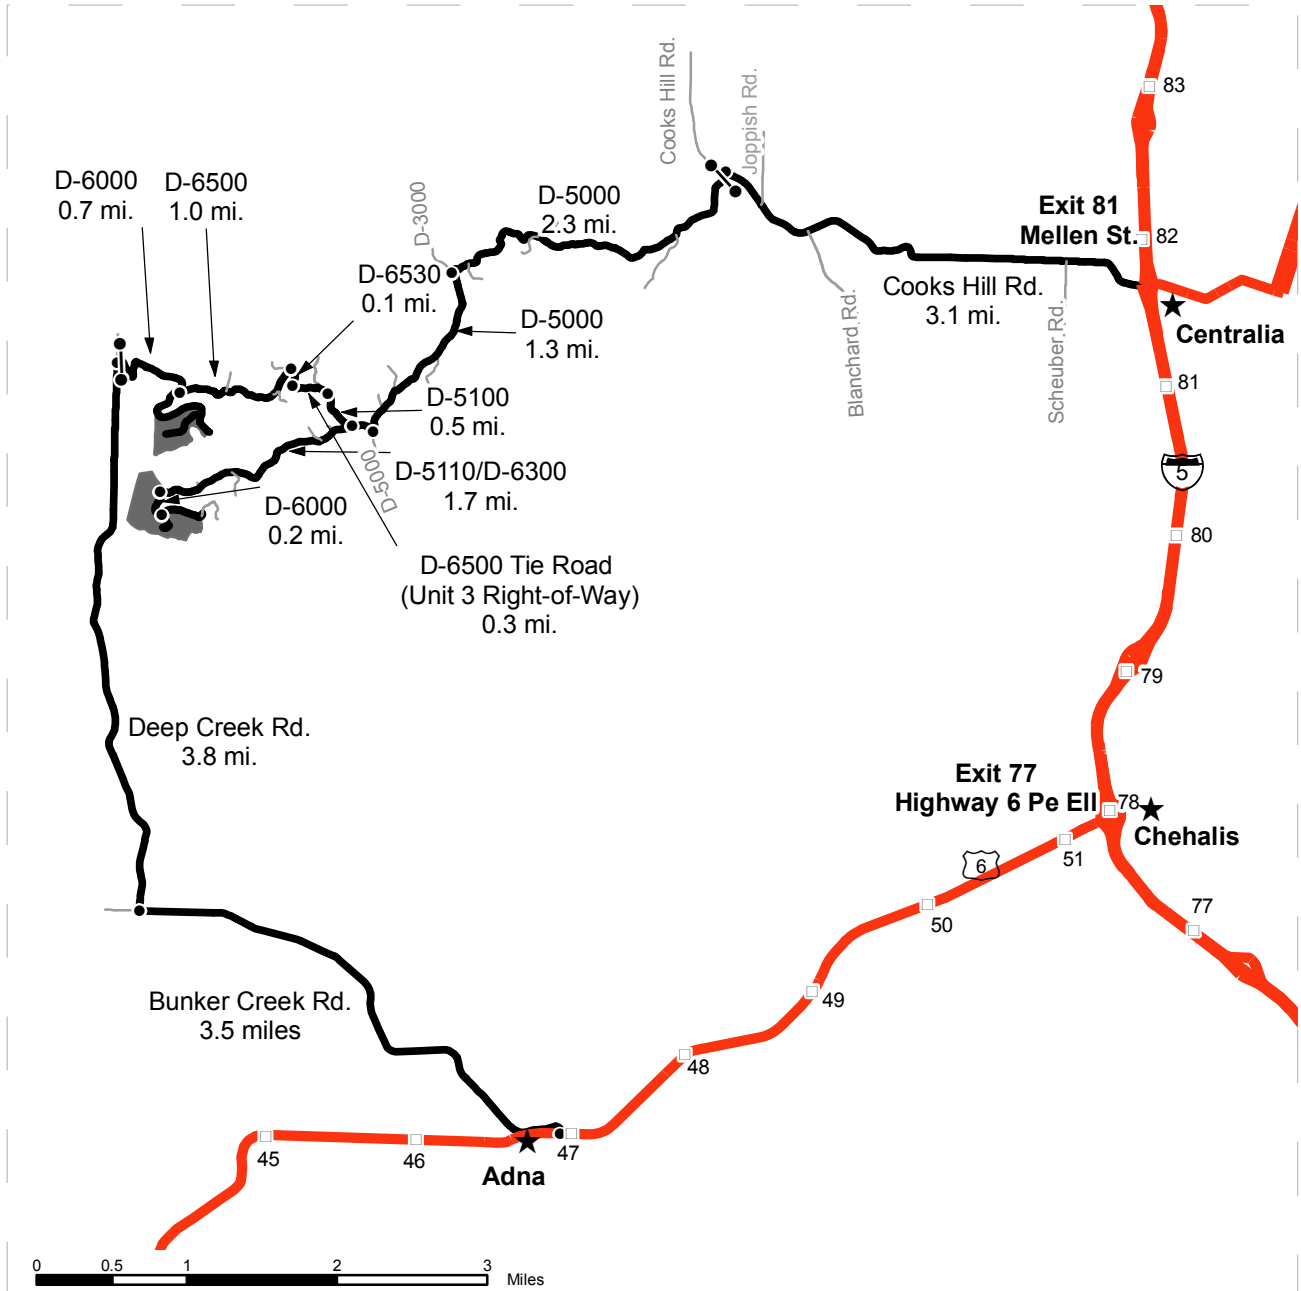 83
Cooks Hill Rd.
Joppish Rd.
D-6000
0.7 mi.
D-6500
1.0 mi.
D-3000
D-5000
2.3 mi.
Exit 81
Mellen St.
82
D-6530
0.1 mi.
Cooks Hill Rd.
3.1 mi.
D-5000
1.3 mi.
Blanchard Rd.
Scheuber Rd.
Centralia
81
D-5100
0.5 mi.
D-5000
D-5110/D-6300
1.7 mi.
5
D-6000
0.2 mi.
80
D-6500 Tie Road
(Unit 3 Right-of-Way)
0.3 mi.
79
Deep Creek Rd.
3.8 mi.
Exit 77
Highway 6 Pe Ell
78
Chehalis
51
6
50
77
Bunker Creek Rd.
3.5 miles
49
48
47
46
45
Adna
0 0.5 1 2 3
Miles